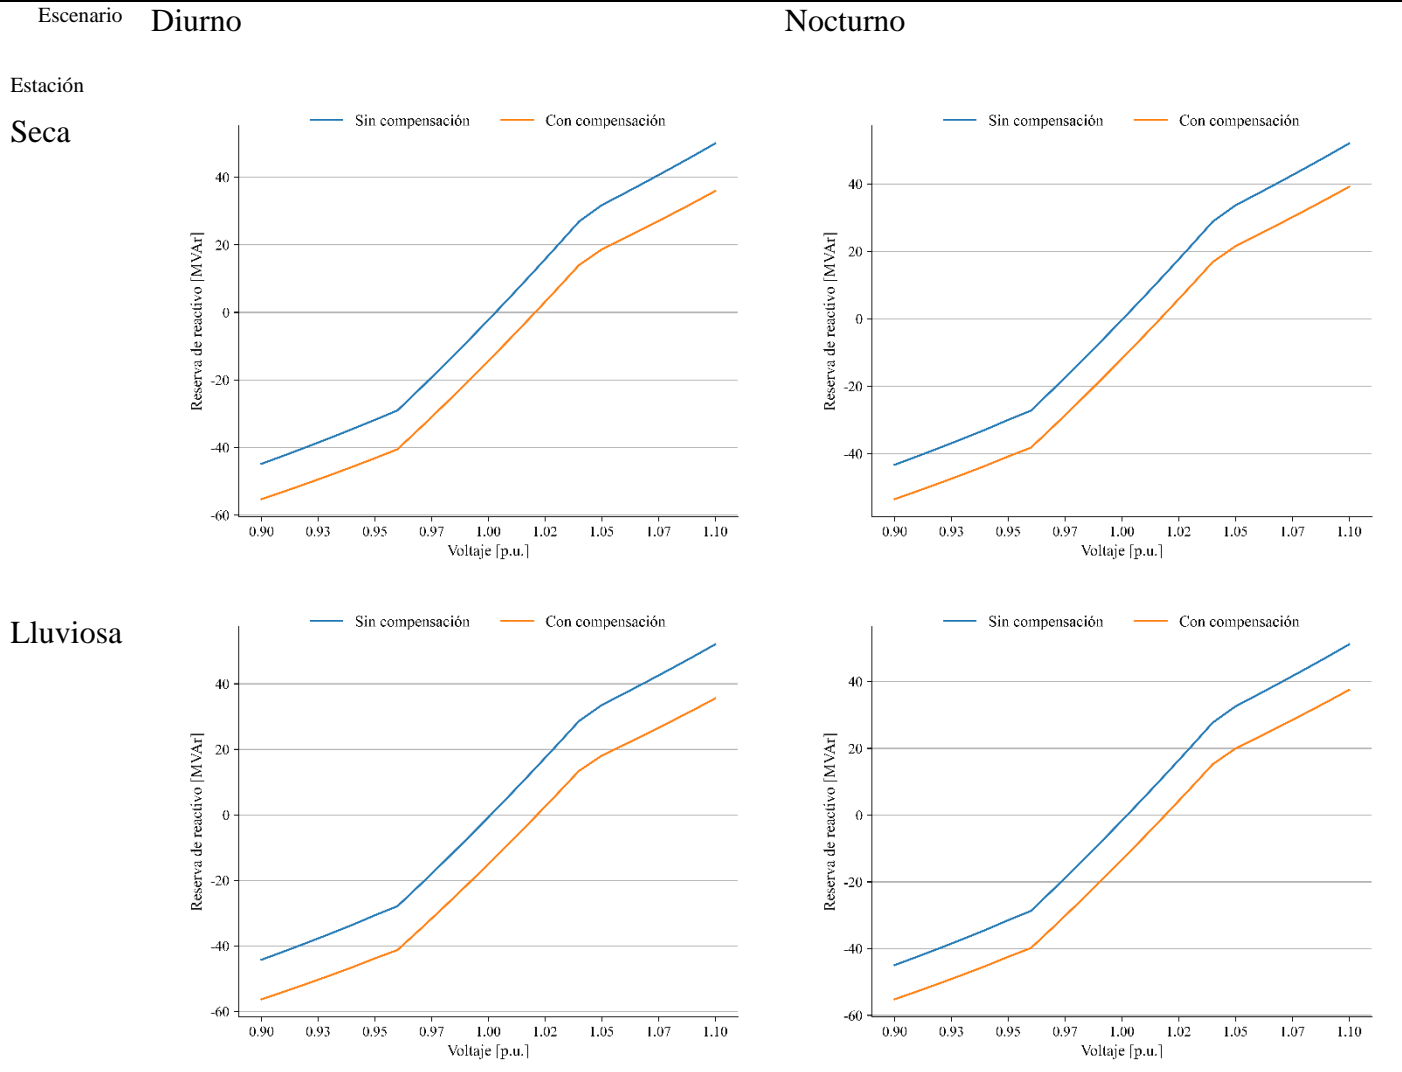 Escenario Diurno Nocturno
Estación
Seca
Sin compensación Con compensación
40
20
0
-20
-40
-60
Reserva de reactivo [MVAr]
0.90 0.93 0.95 0.97 1.00 1.02 1.05 1.07 1.10
Voltaje [p.u.]
Sin compensación Con compensación
40
20
0
-20
-40
Reserva de reactivo [MVAr]
0.90 0.93 0.95 0.97 1.00 1.02 1.05 1.07 1.10
Voltaje [p.u.]
Lluviosa
Sin compensación Con compensación
40
20
0
-20
-40
-60
Reserva de reactivo [MVAr]
0.90 0.93 0.95 0.97 1.00 1.02 1.05 1.07 1.10
Voltaje [p.u.]
Sin compensación Con compensación
40
20
0
-20
-40
-60
Reserva de reactivo [MVAr]
0.90 0.93 0.95 0.97 1.00 1.02 1.05 1.07 1.10
Voltaje [p.u.]